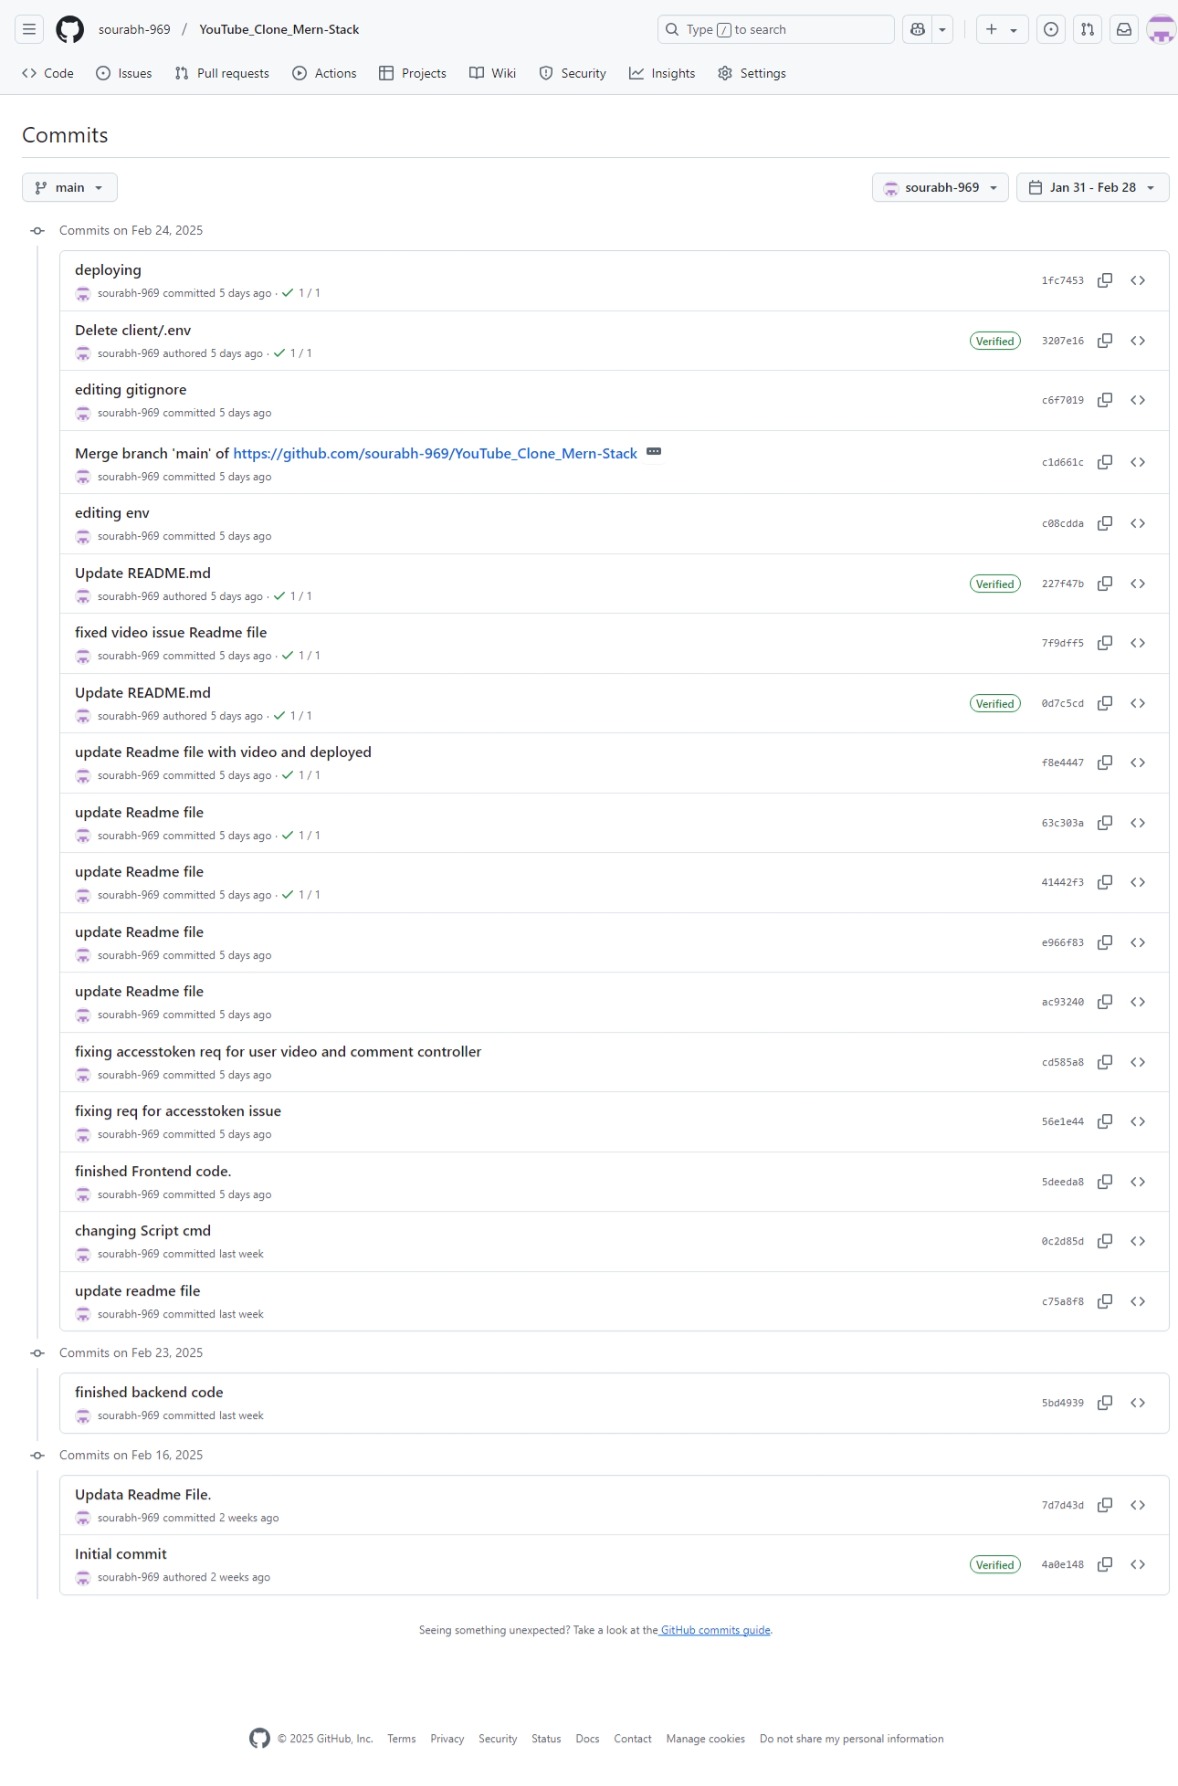 sourabh-969 / YouTube_Clone_Mern-Stack
Type / to search
Code Issues Pull requests Actions Projects Wiki Security Insights Settings
Commits
main
sourabh-969 Jan 31 - Feb 28
Commits on Feb 24, 2025
deploying
sourabh-969 committed 5 days ago · 1 / 1
1fc7453
Delete client/.env
sourabh-969 authored 5 days ago · 1 / 1
Verified 3207e16
editing gitignore
sourabh-969 committed 5 days ago
c6f7019
Merge branch 'main' of https://github.com/sourabh-969/YouTube_Clone_Mern-Stack
sourabh-969 committed 5 days ago
c1d661c
editing env
sourabh-969 committed 5 days ago
c08cdda
Update README.md
sourabh-969 authored 5 days ago · 1 / 1
Verified 227f47b
fixed video issue Readme file
sourabh-969 committed 5 days ago · 1 / 1
7f9dff5
Update README.md
sourabh-969 authored 5 days ago · 1 / 1
Verified 0d7c5cd
update Readme file with video and deployed
sourabh-969 committed 5 days ago · 1 / 1
f8e4447
update Readme file
sourabh-969 committed 5 days ago · 1 / 1
63c303a
update Readme file
sourabh-969 committed 5 days ago · 1 / 1
41442f3
update Readme file
sourabh-969 committed 5 days ago
e966f83
update Readme file
sourabh-969 committed 5 days ago
ac93240
fixing accesstoken req for user video and comment controller
sourabh-969 committed 5 days ago
cd585a8
fixing req for accesstoken issue
sourabh-969 committed 5 days ago
56e1e44
finished Frontend code.
sourabh-969 committed 5 days ago
5deeda8
changing Script cmd
sourabh-969 committed last week
0c2d85d
update readme file
sourabh-969 committed last week
c75a8f8
Commits on Feb 23, 2025
finished backend code
sourabh-969 committed last week
5bd4939
Commits on Feb 16, 2025
Updata Readme File.
sourabh-969 committed 2 weeks ago
7d7d43d
Initial commit
sourabh-969 authored 2 weeks ago
Verified 4a0e148
Seeing something unexpected? Take a look at the GitHub commits guide.
© 2025 GitHub, Inc. Terms Privacy Security Status Docs Contact Manage cookies Do not share my personal information